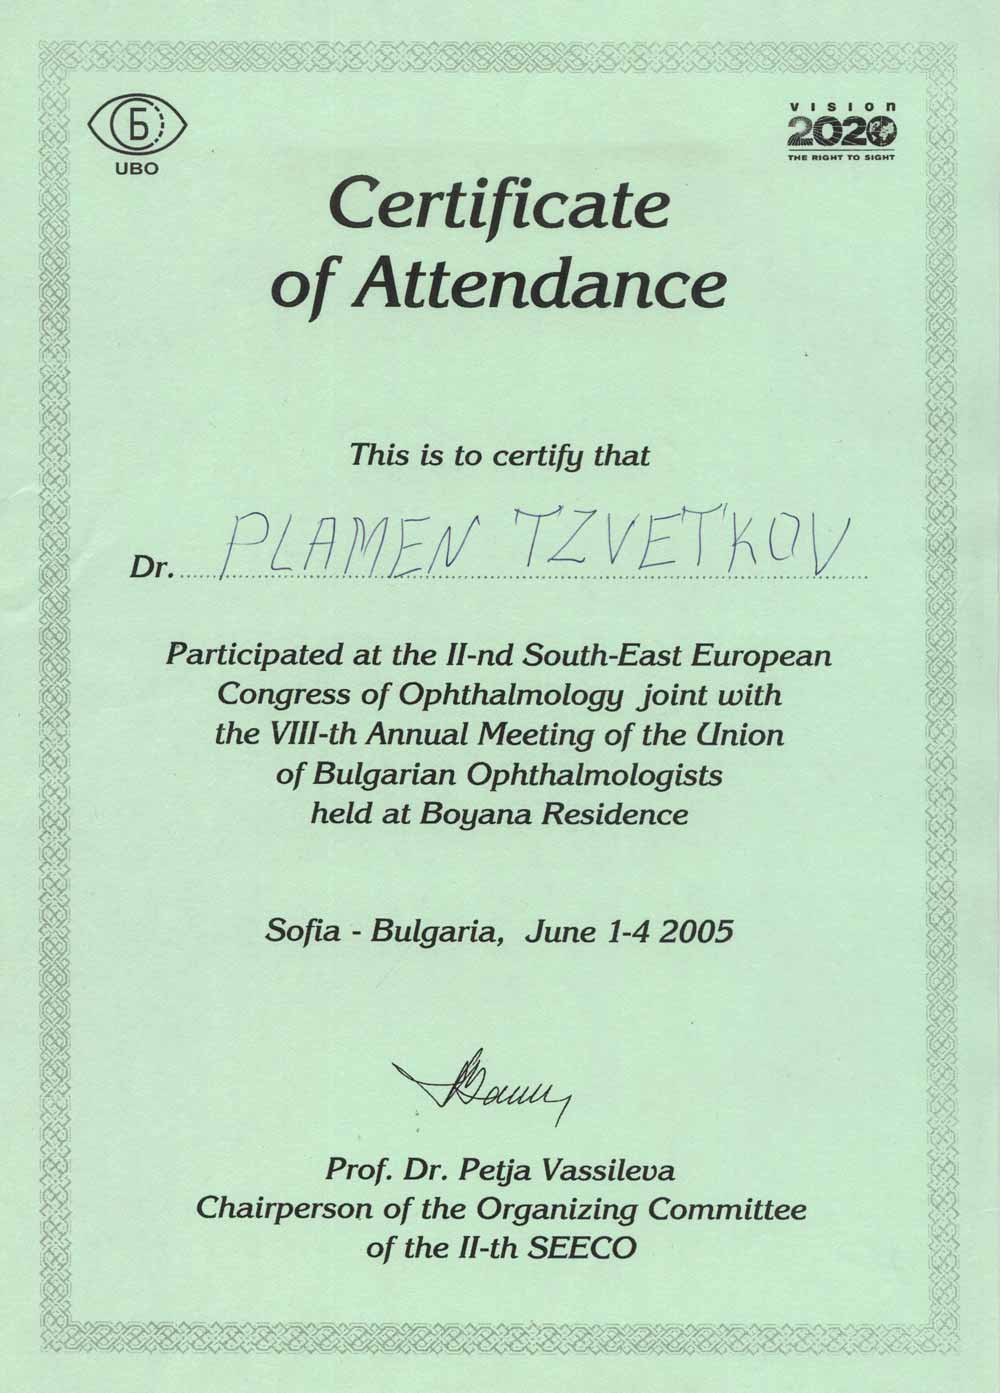 Б
UBO
VISION
2020
THE RIGHT TO SIGHT
Certificate
of Attendance
This is to certify that
Dr. PLAMEN TZVETKOV
Participated at the II-nd South-East European
Congress of Ophthalmology joint with
the VIII-th Annual Meeting of the Union
of Bulgarian Ophthalmologists
held at Boyana Residence
Sofia - Bulgaria, June 1-4 2005
Prof. Dr. Petja Vassileva
Chairperson of the Organizing Committee
of the II-th SEECO